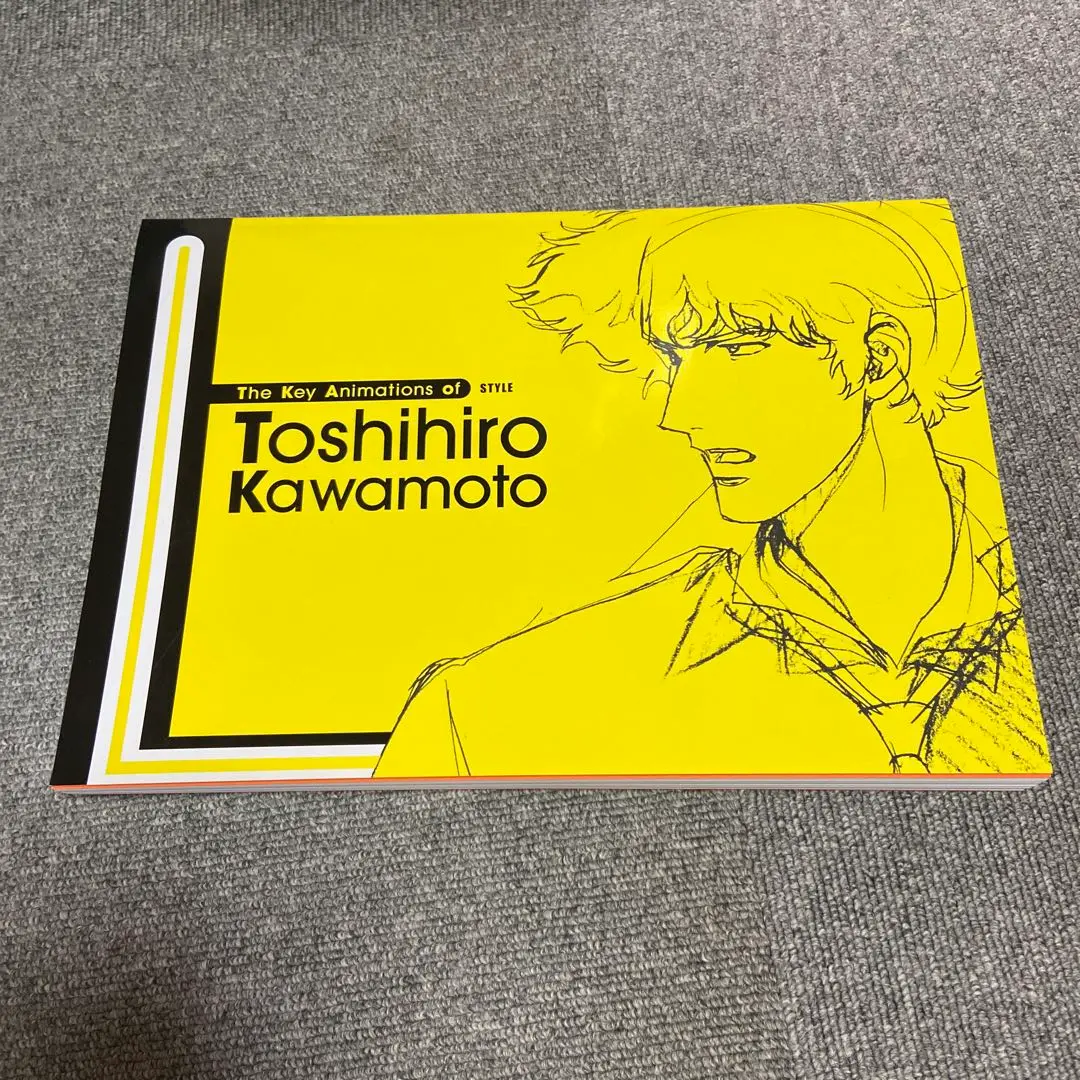 The Key Animations of STYLE
Toshihiro
Kawamoto